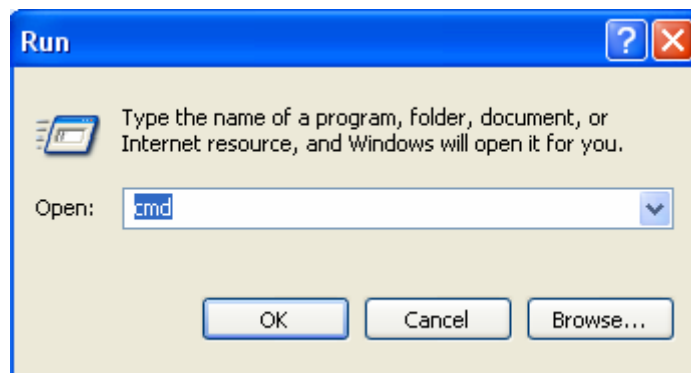 Run
Type the name of a program, folder, document, or
Internet resource, and Windows will open it for you.
Open: cmd
OK Cancel Browse...